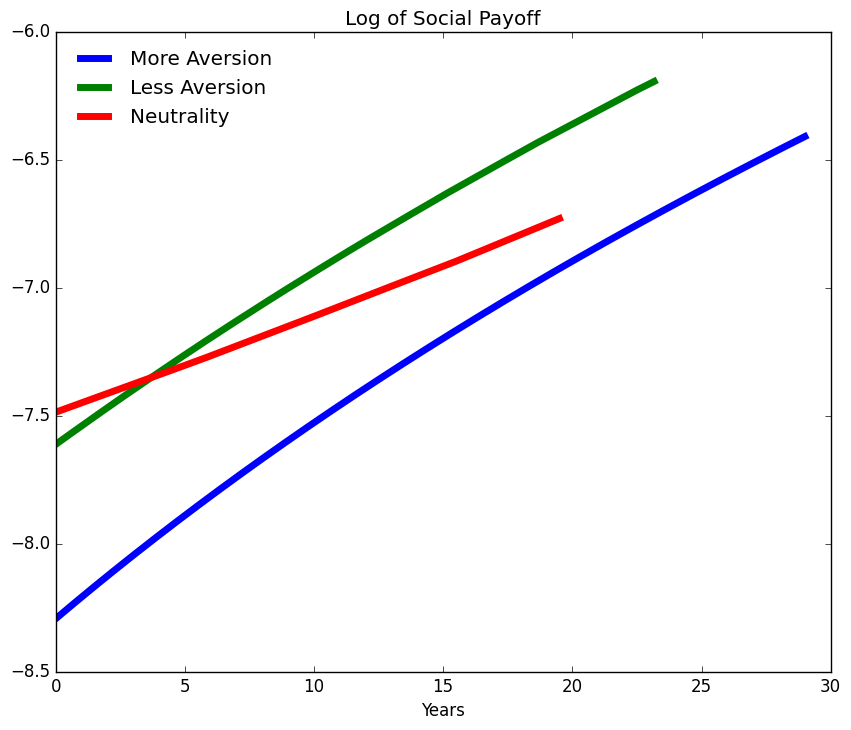 Log of Social Payoff
−6.0
−6.5
−7.0
−7.5
−8.0
−8.5
More Aversion
Less Aversion
Neutrality
0 5 10 15 20 25 30
Years